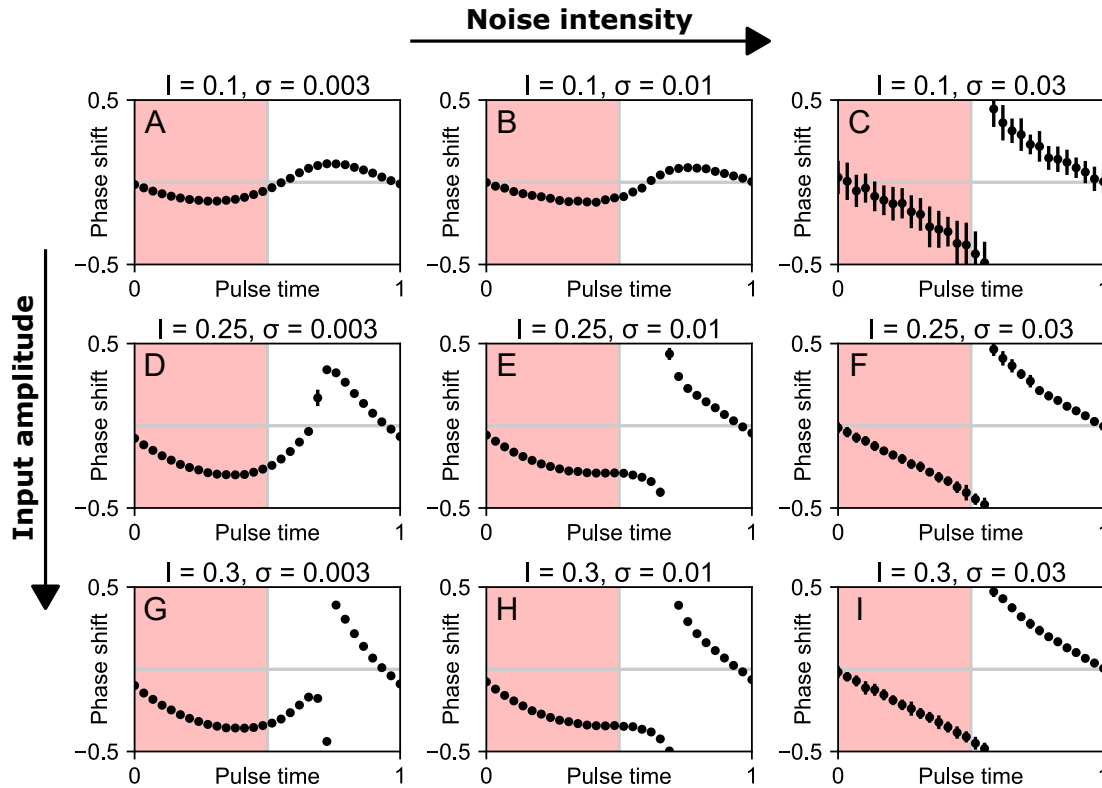 Noise intensity
Input amplitude
I = 0.1, σ = 0.003
A
0.5
−0.5
Phase shift
0
Pulse time
1
I = 0.1, σ = 0.01
B
0.5
−0.5
Phase shift
0
Pulse time
1
I = 0.1, σ = 0.03
C
0.5
−0.5
Phase shift
0
Pulse time
1
I = 0.25, σ = 0.003
D
0.5
−0.5
Phase shift
0
Pulse time
1
I = 0.25, σ = 0.01
E
0.5
−0.5
Phase shift
0
Pulse time
1
I = 0.25, σ = 0.03
F
0.5
−0.5
Phase shift
0
Pulse time
1
I = 0.3, σ = 0.003
G
0.5
−0.5
Phase shift
0
Pulse time
1
I = 0.3, σ = 0.01
H
0.5
−0.5
Phase shift
0
Pulse time
1
I = 0.3, σ = 0.03
I
0.5
−0.5
Phase shift
0
Pulse time
1